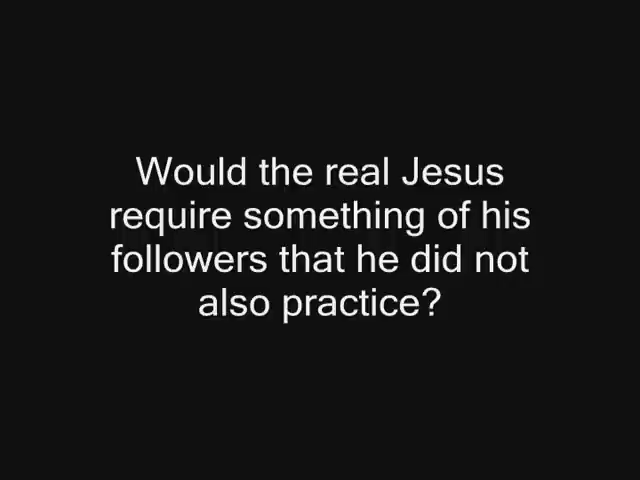 Would the real Jesus
require something of his
followers that he did not
also practice?